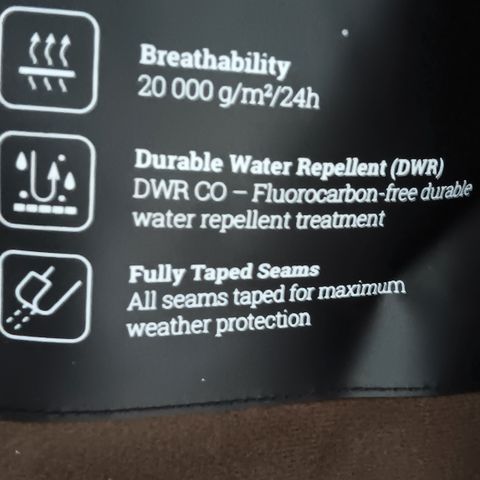 Breathability
20 000 g/m²/24h
Durable Water Repellent (DWR)
DWR CO – Fluorocarbon-free durable
water repellent treatment
Fully Taped Seams
All seams taped for maximum
weather protection